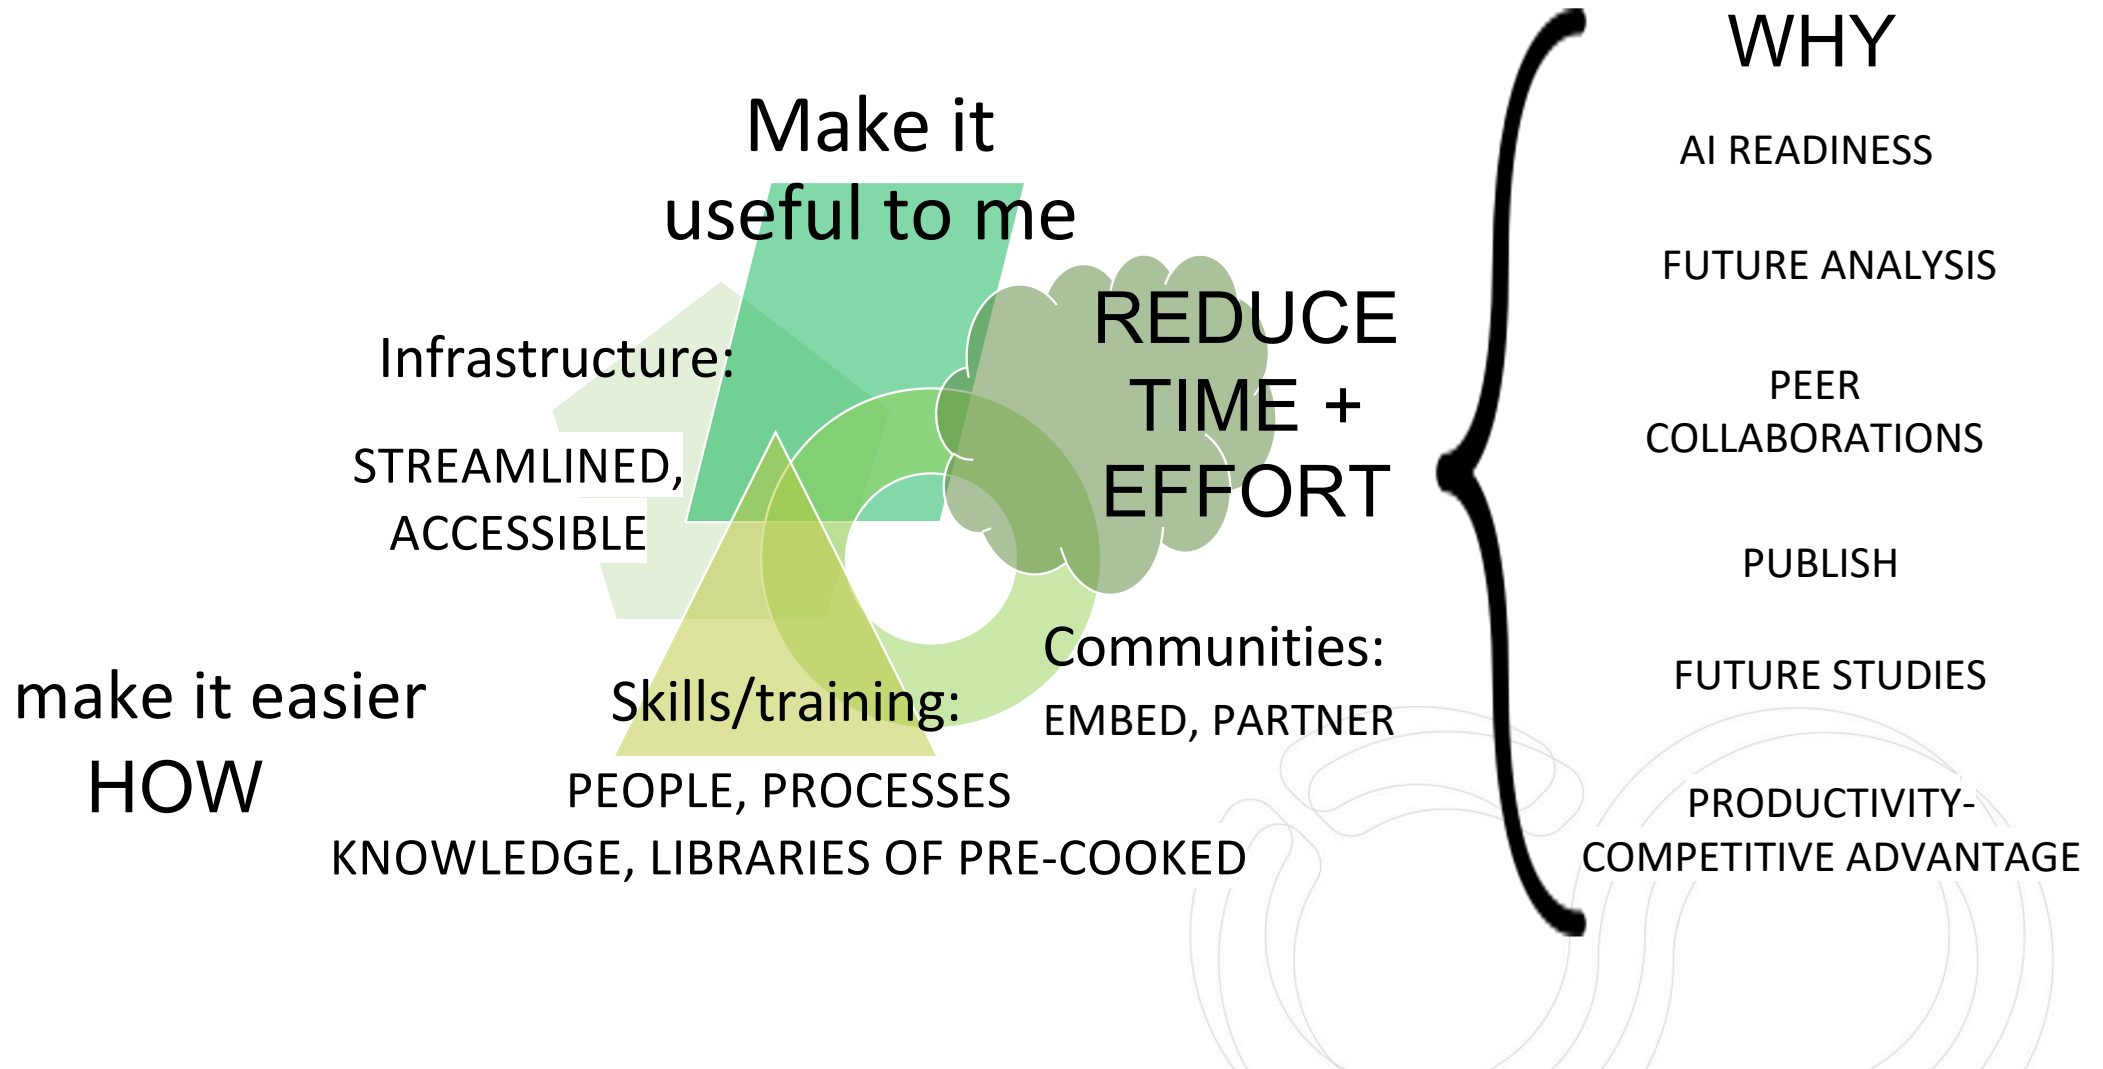 Make it
useful to me
Infrastructure:
STREAMLINED,
ACCESSIBLE
make it easier
HOW
Skills/training:
PEOPLE, PROCESSES
KNOWLEDGE, LIBRARIES OF PRE-COOKED
Communities:
EMBED, PARTNER
REDUCE
TIME +
EFFORT
WHY
AI READINESS
FUTURE ANALYSIS
PEER
COLLABORATIONS
PUBLISH
FUTURE STUDIES
PRODUCTIVITY-
COMPETITIVE ADVANTAGE